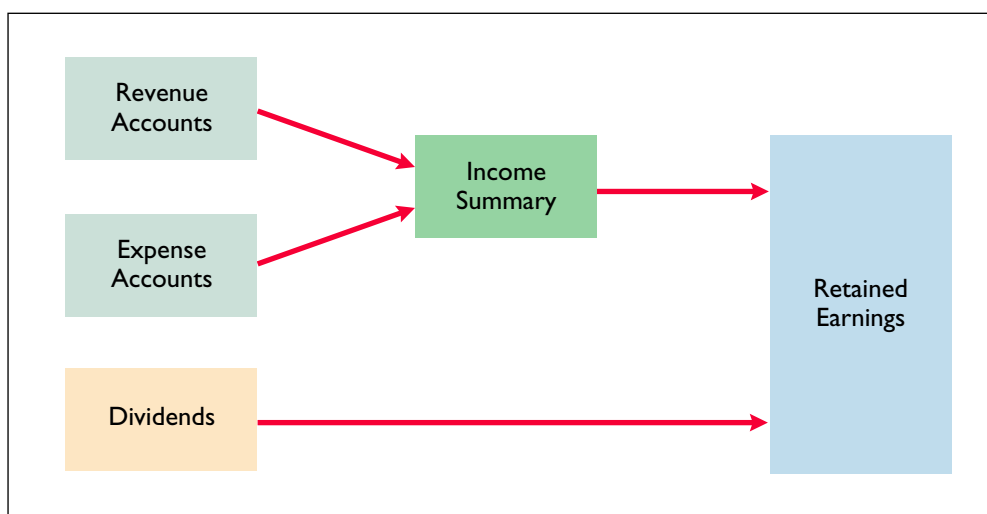 Revenue
Accounts
Income
Summary
Expense
Accounts
Retained
Earnings
Dividends